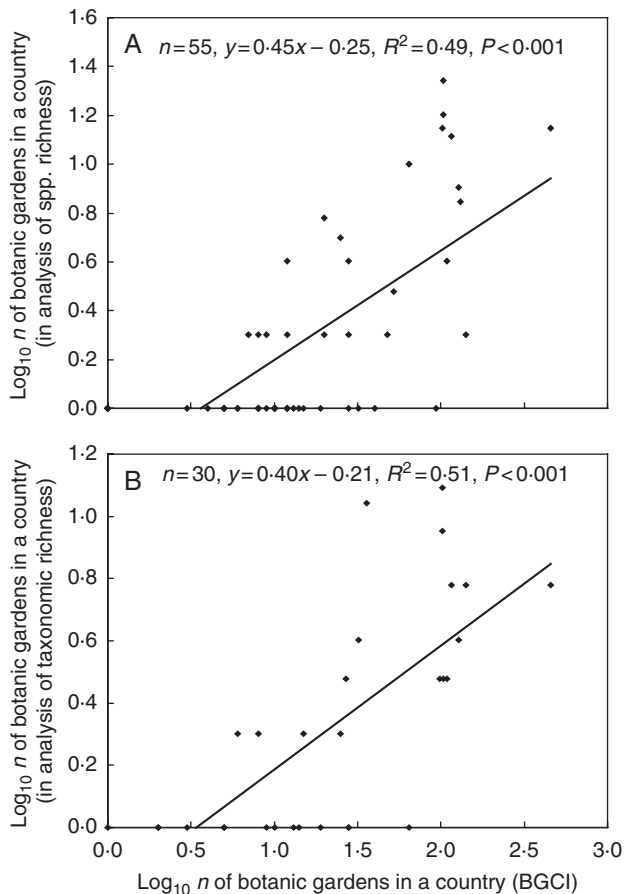 A n=55, y=0·45x – 0·25, R²=0·49, P<0·001
Log₁₀ n of botanic gardens in a country
(in analysis of spp. richness)
1·6
1·4
1·2
1·0
0·8
0·6
0·4
0·2
0·0
B n=30, y=0·40x – 0·21, R²=0·51, P<0·001
Log₁₀ n of botanic gardens in a country
(in analysis of taxonomic richness)
1·2
1·0
0·8
0·6
0·4
0·2
0·0
0·0 0·5 1·0 1·5 2·0 2·5 3·0
Log₁₀ n of botanic gardens in a country (BGCI)